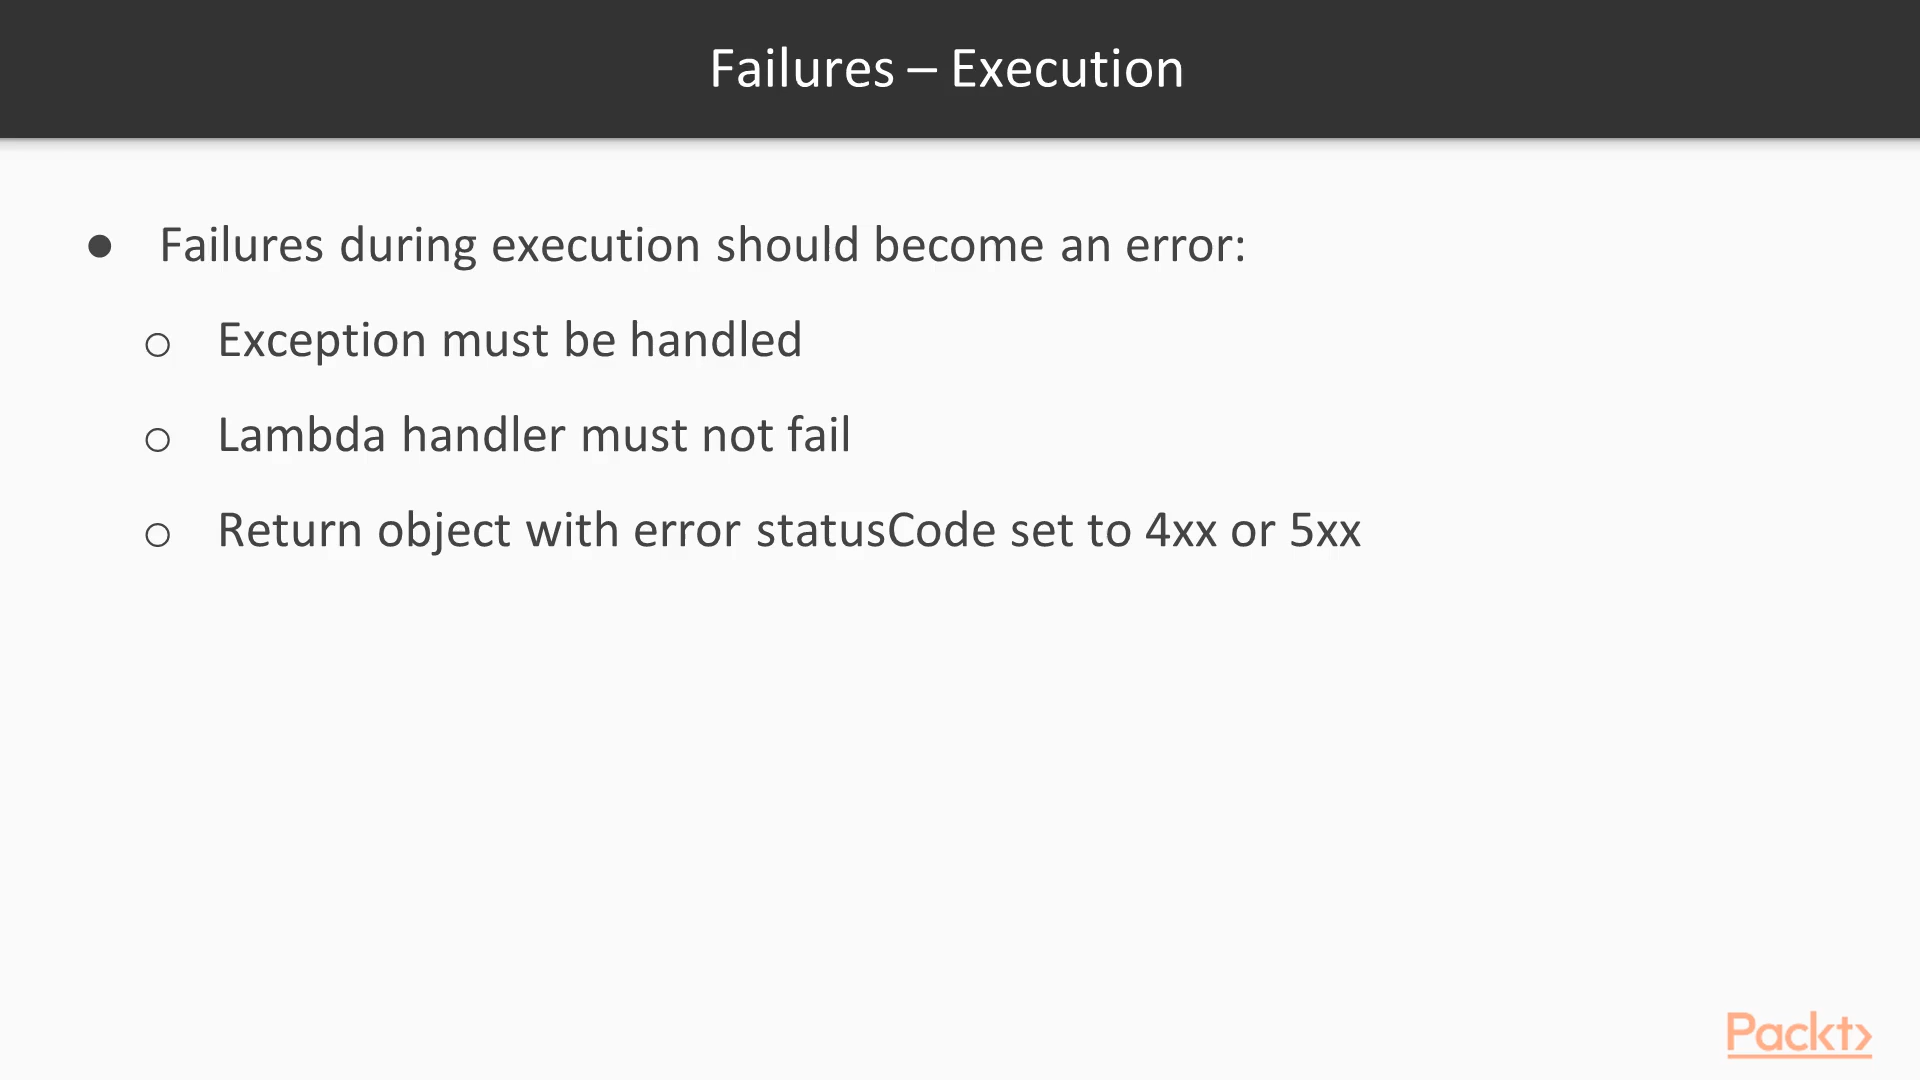 Failures – Execution
● Failures during execution should become an error:
○ Exception must be handled
○ Lambda handler must not fail
○ Return object with error statusCode set to 4xx or 5xx
Packt>